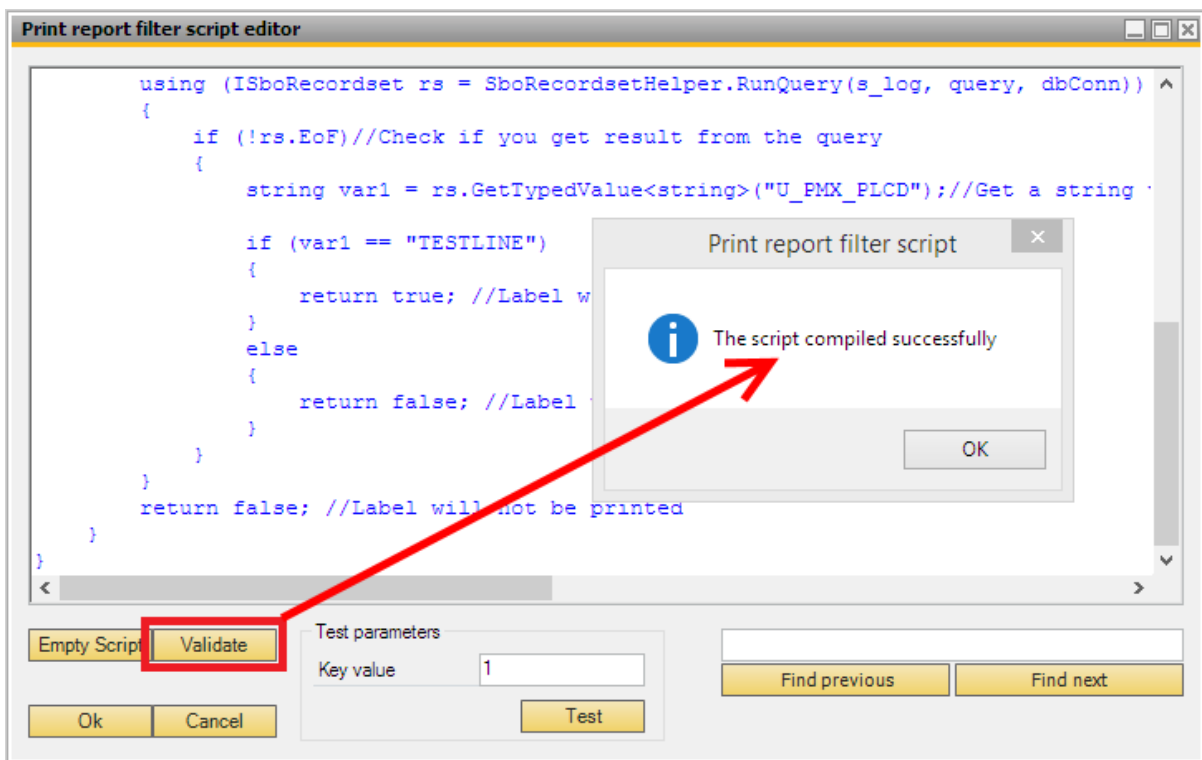 Print report filter script editor
using (ISboRecordset rs = SboRecordsetHelper.RunQuery(s_log, query, dbConn))
{
if (!rs.EoF)//Check if you get result from the query
{
string var1 = rs.GetTypedValue<string>("U_PMX_PLCD");//Get a string
if (var1 == "TESTLINE")
{
return true; //Label w
}
else
{
return false; //Label
}
}
}
return false; //Label will not be printed
}
}
Print report filter script
The script compiled successfully
OK
Empty Script
Validate
Test parameters
Key value
1
Test
Find previous
Find next
Ok
Cancel